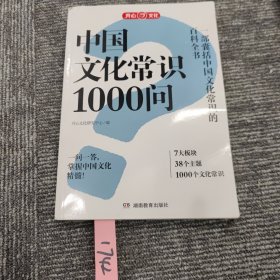 开心 文化
中国
文化常识
1000问
一部囊括中国文化常识的
百科全书
开心文化研究中心 编
一问一答，
掌握中国文化
精髓！
7大板块
38个主题
1000个文化常识
湖南教育出版社
1742